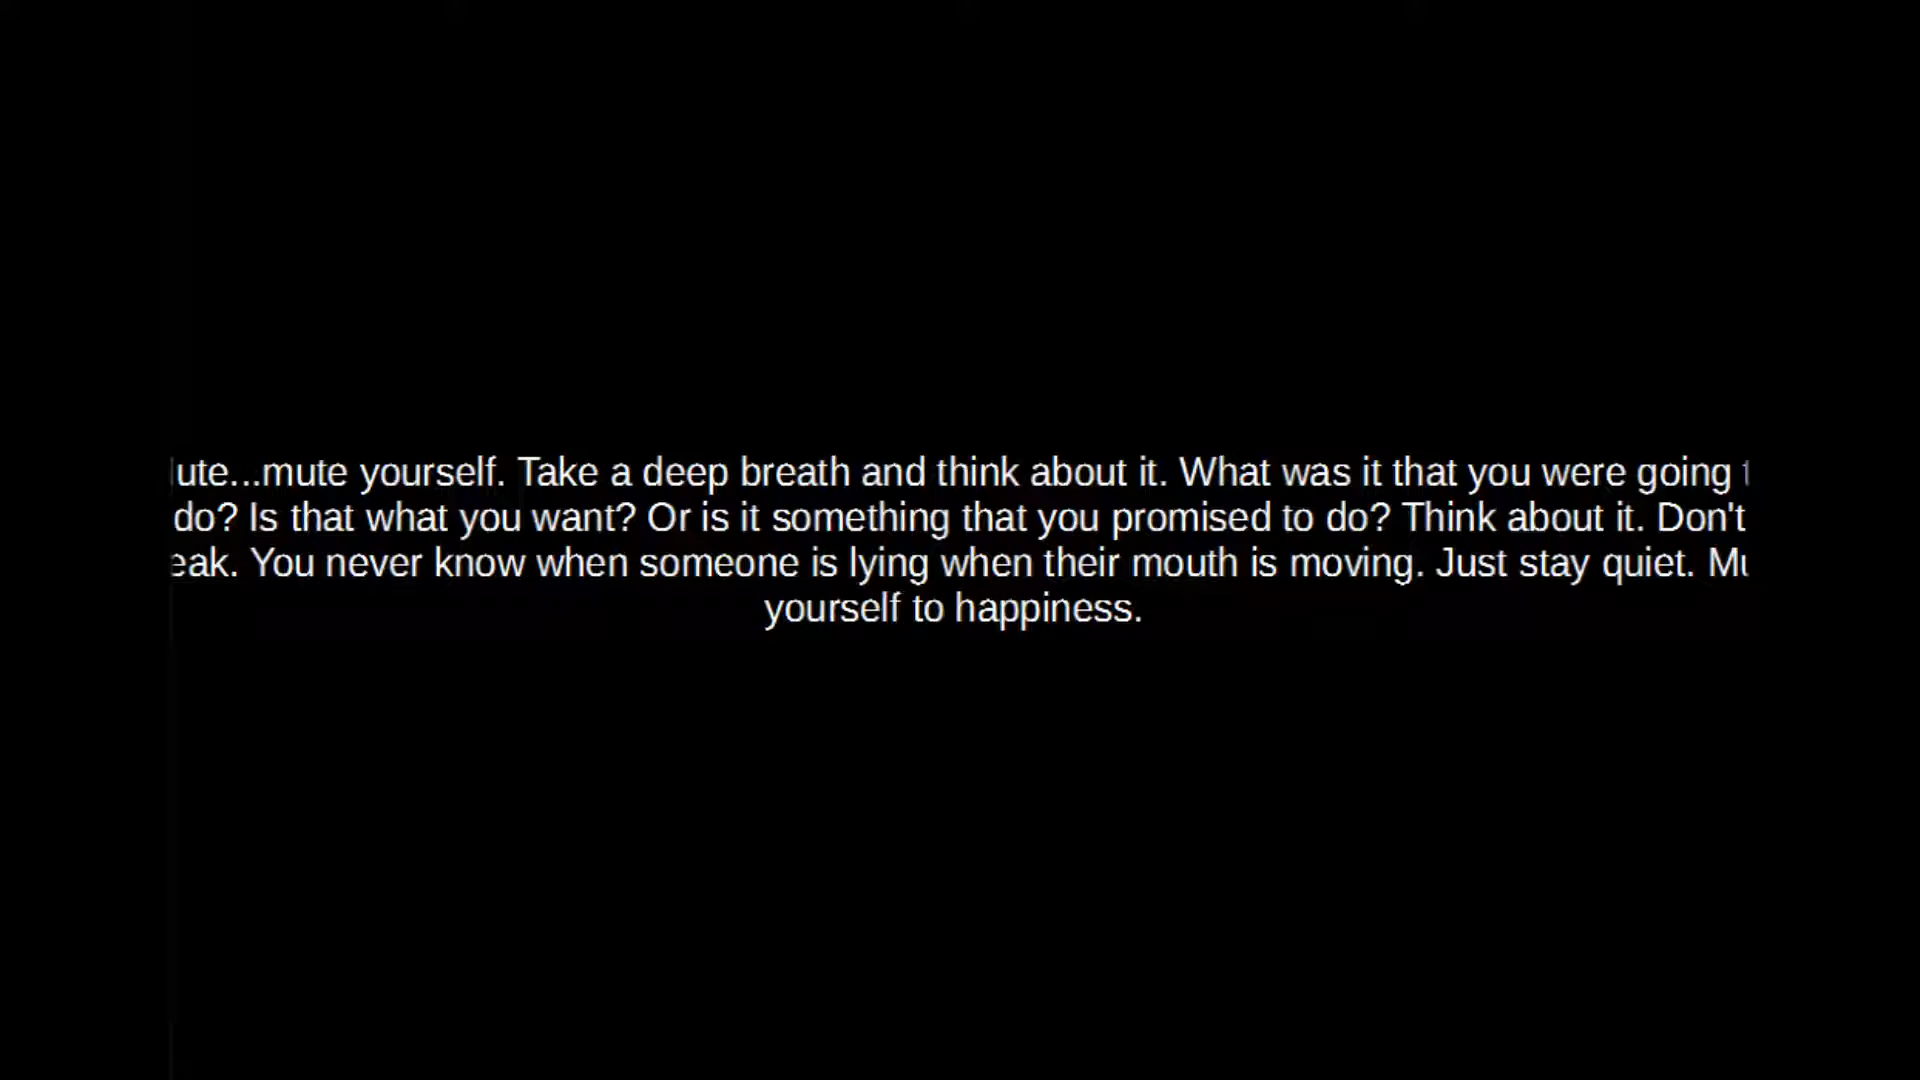 ute...mute yourself. Take a deep breath and think about it. What was it that you were going
do? Is that what you want? Or is it something that you promised to do? Think about it. Don't
eak. You never know when someone is lying when their mouth is moving. Just stay quiet. Mu
yourself to happiness.